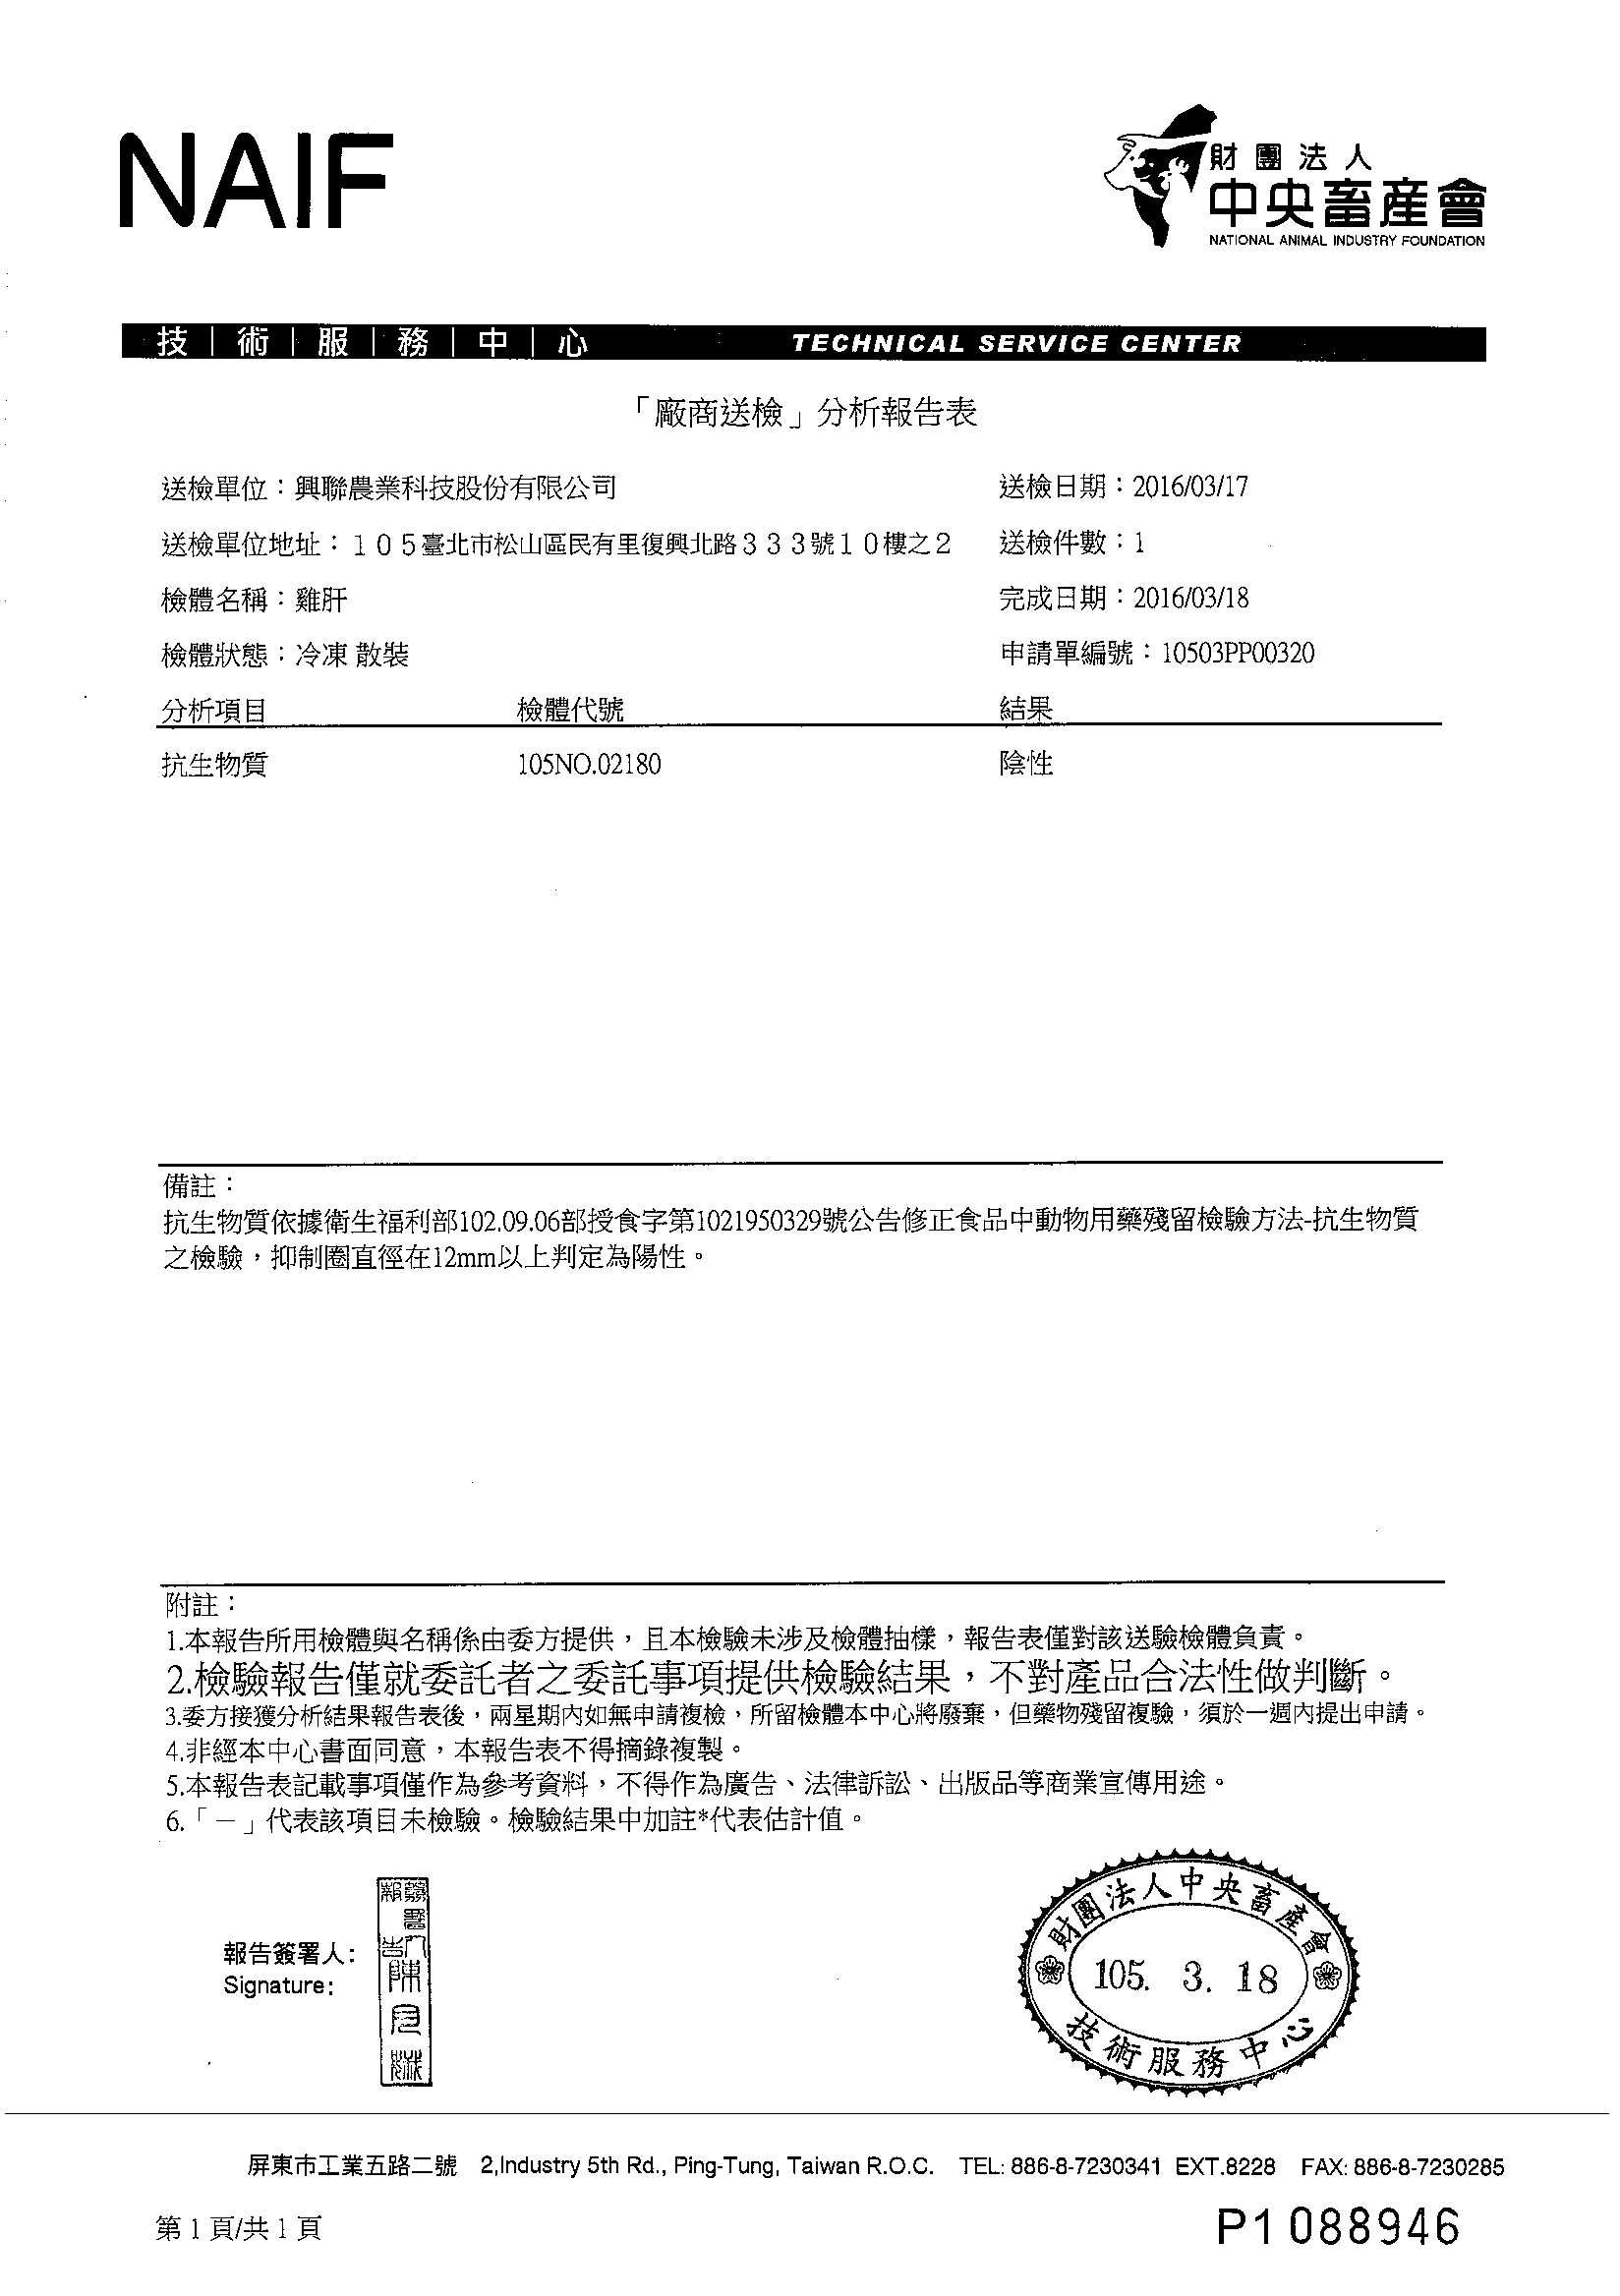 NAIF
財團法人
中央畜產會
NATIONAL ANIMAL INDUSTRY FOUNDATION
技|術|服|務|中|心 TECHNICAL SERVICE CENTER
「廠商送檢」分析報告表
送檢單位：興聯農業科技股份有限公司 送檢日期：2016/03/17
送檢單位地址：１０５臺北市松山區民有里復興北路３３３號１０樓之２ 送檢件數：1
檢體名稱：雞肝 完成日期：2016/03/18
檢體狀態：冷凍 散裝 申請單編號：10503PP00320
分析項目 檢體代號 結果
抗生物質 105NO.02180 陰性
備註：
抗生物質依據衛生福利部102.09.06部授食字第1021950329號公告修正食品中動物用藥殘留檢驗方法-抗生物質
之檢驗，抑制圈直徑在12mm以上判定為陽性。
附註：
1.本報告所用檢體與名稱係由委方提供，且本檢驗未涉及檢體抽樣，報告表僅對該送驗檢體負責。
2.檢驗報告僅就委託者之委託事項提供檢驗結果，不對產品合法性做判斷。
3.委方接獲分析結果報告表後，兩星期內如無申請複檢，所留檢體本中心將廢棄，但藥物殘留複驗，須於一週內提出申請。
4.非經本中心書面同意，本報告表不得摘錄複製。
5.本報告表記載事項僅作為參考資料，不得作為廣告、法律訴訟、出版品等商業宣傳用途。
6.「－」代表該項目未檢驗。檢驗結果中加註*代表估計值。
報告簽署人:
Signature:
財團法人中央畜產會
105. 3. 18
技術服務中心
屏東市工業五路二號 2,Industry 5th Rd., Ping-Tung, Taiwan R.O.C. TEL: 886-8-7230341 EXT.8228 FAX: 886-8-7230285
第 1 頁/共 1 頁 P1 088946